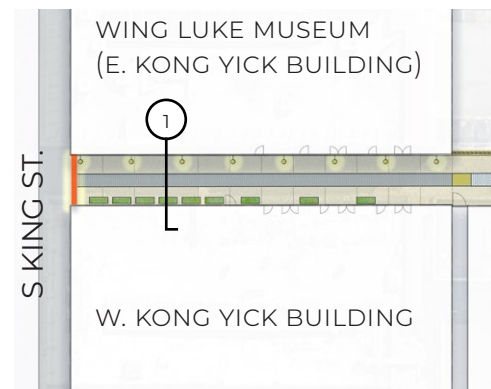 WING LUKE MUSEUM
(E. KONG YICK BUILDING)
1
S KING ST.
W. KONG YICK BUILDING